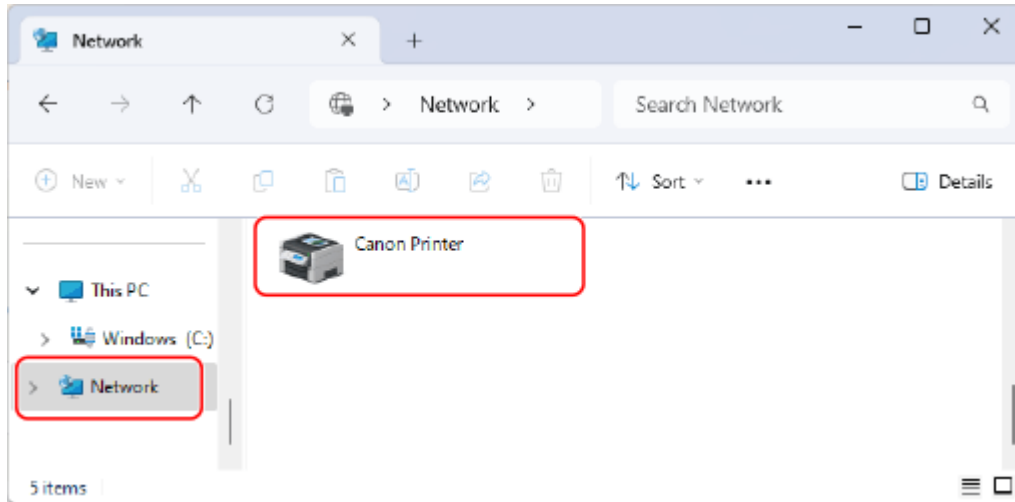 Network
Network
Search Network
New
Sort
Details
Canon Printer
This PC
Windows (C:)
Network
5 items